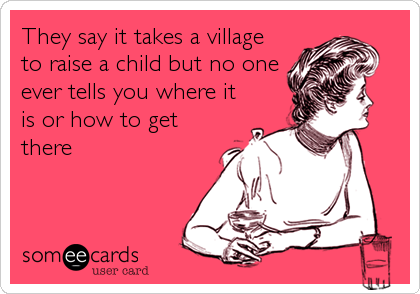 They say it takes a village
to raise a child but no one
ever tells you where it
is or how to get
there
someecards
user card